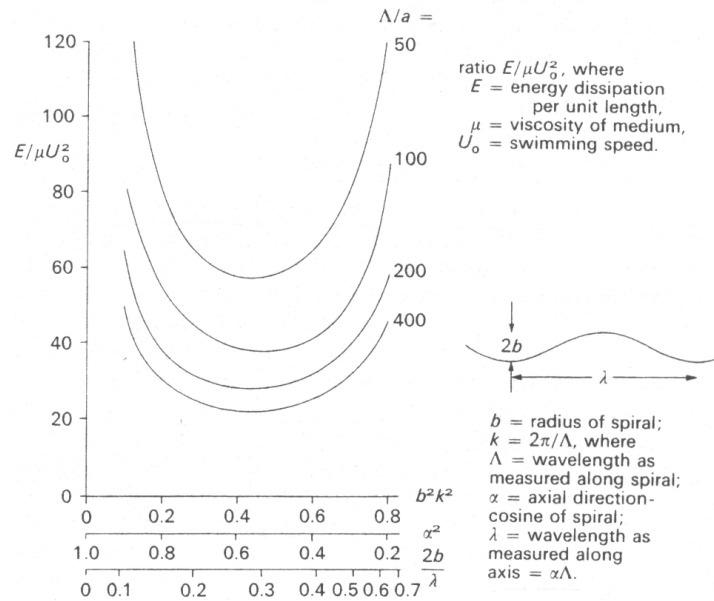 Λ/a =
50
100
200
400
120
100
80
60
40
20
0
E/μU₀²
0 0.2 0.4 0.6 0.8 b²k²
α²
1.0 0.8 0.6 0.4 0.2
2b
λ
0 0.1 0.2 0.3 0.4 0.5 0.6 0.7
ratio E/μU₀², where
E = energy dissipation
per unit length,
μ = viscosity of medium,
U₀ = swimming speed.
2b
λ
b = radius of spiral;
k = 2π/Λ, where
Λ = wavelength as
measured along spiral;
α = axial direction-
cosine of spiral;
λ = wavelength as
measured along
axis = αΛ.